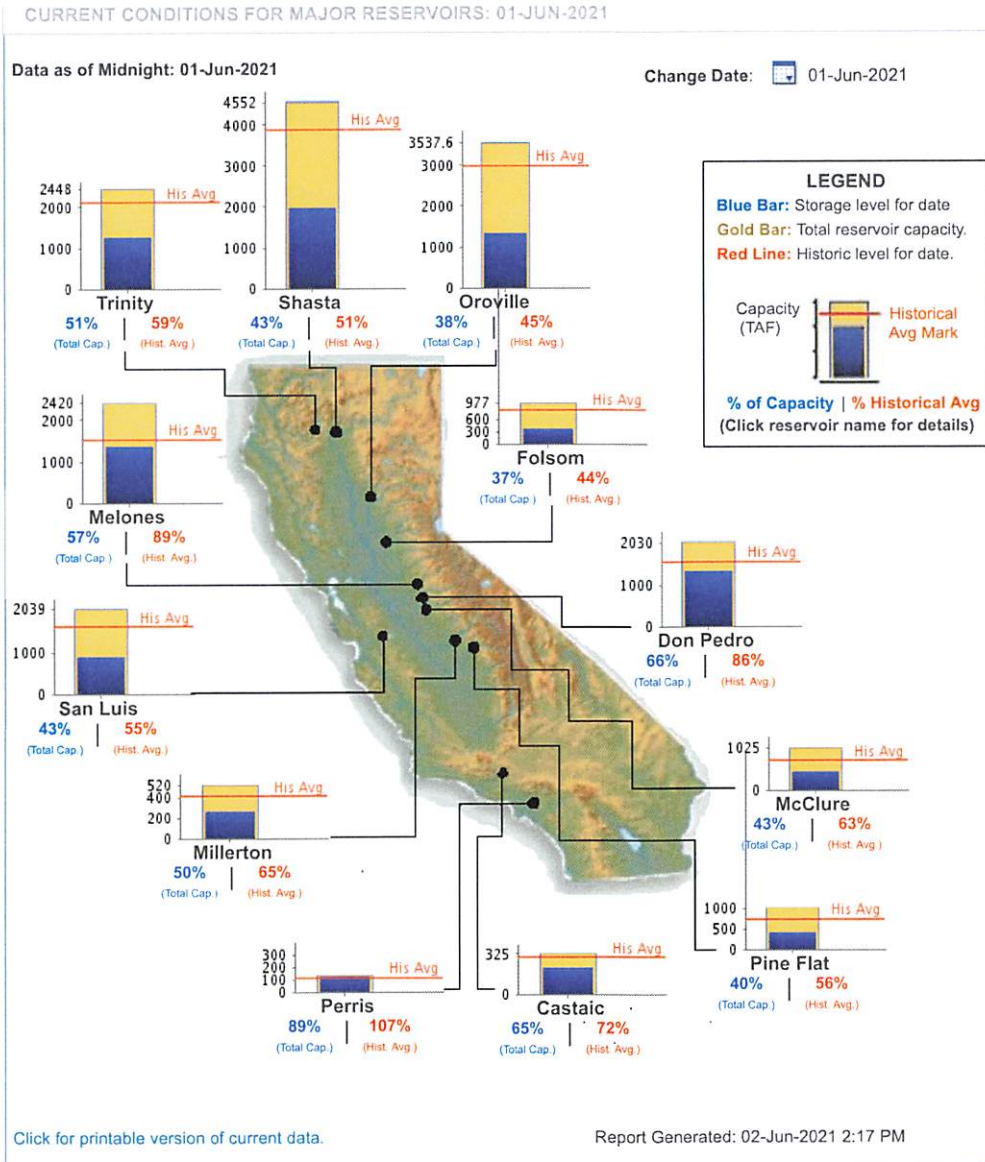 CURRENT CONDITIONS FOR MAJOR RESERVOIRS: 01-JUN-2021
Data as of Midnight: 01-Jun-2021
Change Date: 01-Jun-2021
4552
4000
3000
2000
1000
0
His Avg
Shasta
43% | 51%
(Total Cap.) (Hist. Avg.)
2448
2000
1000
0
His Avg
Trinity
51% | 59%
(Total Cap.) (Hist. Avg.)
3537.6
3000
2000
1000
0
His Avg
Oroville
38% | 45%
(Total Cap.) (Hist. Avg.)
LEGEND
Blue Bar: Storage level for date
Gold Bar: Total reservoir capacity.
Red Line: Historic level for date.
Capacity
(TAF)
Historical
Avg Mark
% of Capacity | % Historical Avg
(Click reservoir name for details)
2420
2000
1000
0
His Avg
Melones
57% | 89%
(Total Cap.) (Hist. Avg.)
977
600
300
0
His Avg
Folsom
37% | 44%
(Total Cap.) (Hist. Avg.)
2030
1000
0
His Avg
Don Pedro
66% | 86%
(Total Cap.) (Hist. Avg.)
2039
1000
0
His Avg
San Luis
43% | 55%
(Total Cap.) (Hist. Avg.)
1025
0
His Avg
McClure
43% | 63%
(Total Cap.) (Hist. Avg.)
520
400
200
0
His Avg
Millerton
50% | 65%
(Total Cap.) (Hist. Avg.)
1000
500
0
His Avg
Pine Flat
40% | 56%
(Total Cap.) (Hist. Avg.)
300
200
100
0
His Avg
Perris
89% | 107%
(Total Cap.) (Hist. Avg.)
325
0
His Avg
Castaic
65% | 72%
(Total Cap.) (Hist. Avg.)
Click for printable version of current data.
Report Generated: 02-Jun-2021 2:17 PM